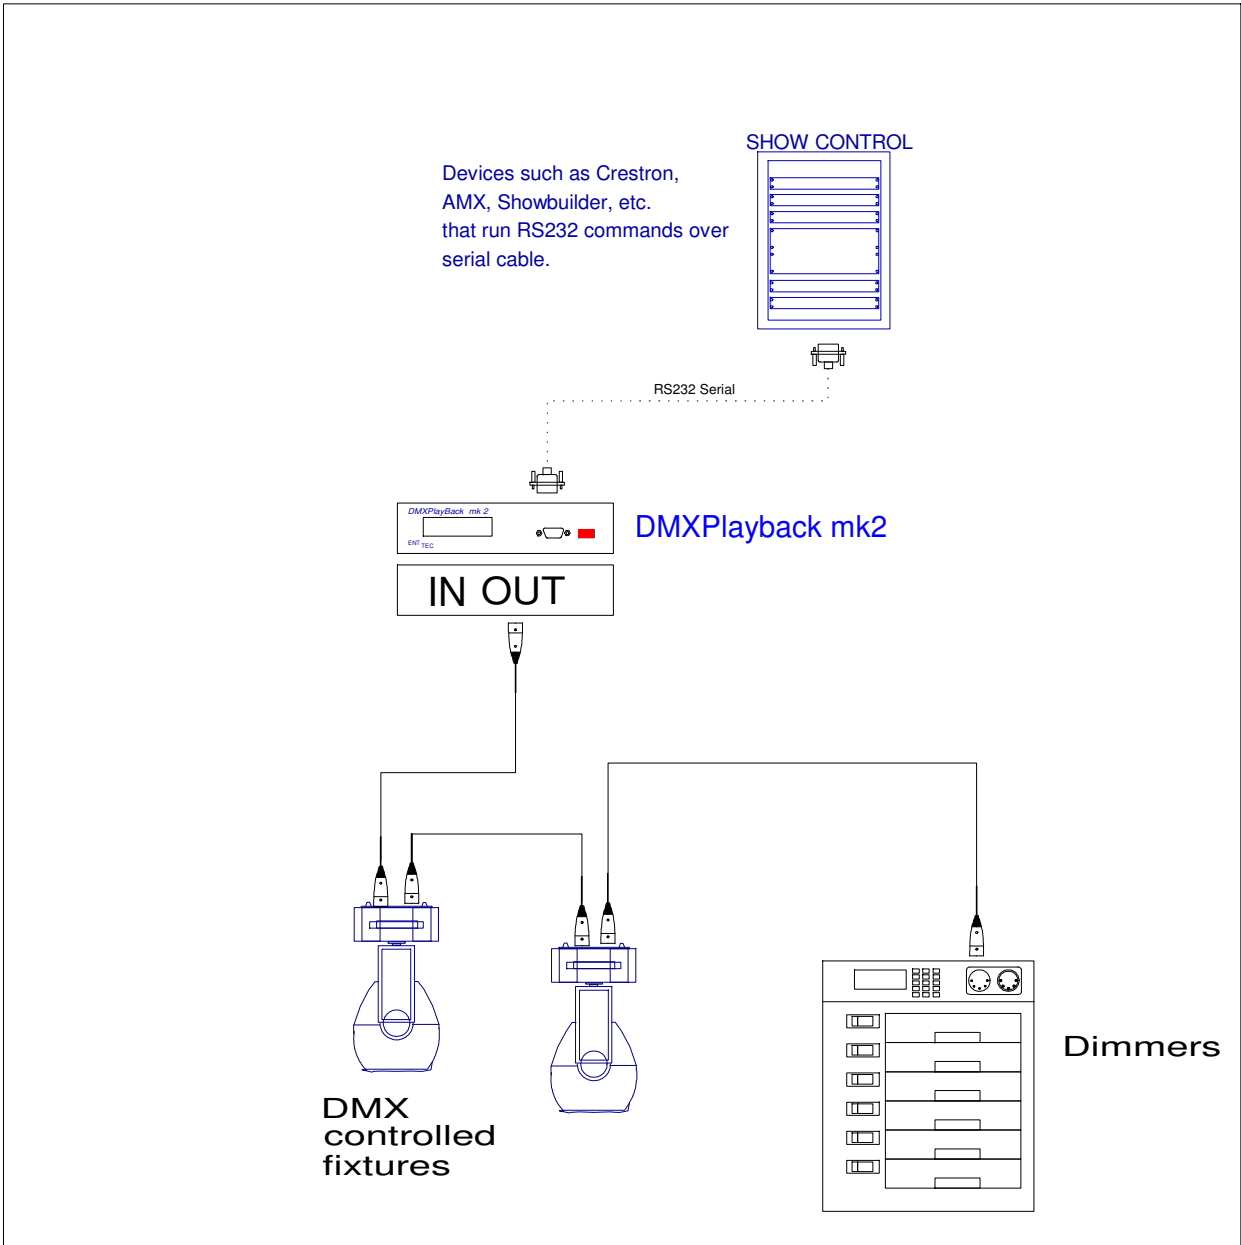 SHOW CONTROL
Devices such as Crestron,
AMX, Showbuilder, etc.
that run RS232 commands over
serial cable.
RS232 Serial
DMXPlayBack mk 2
ENT TEC
DMXPlayback mk2
IN OUT
Dimmers
DMX
controlled
fixtures